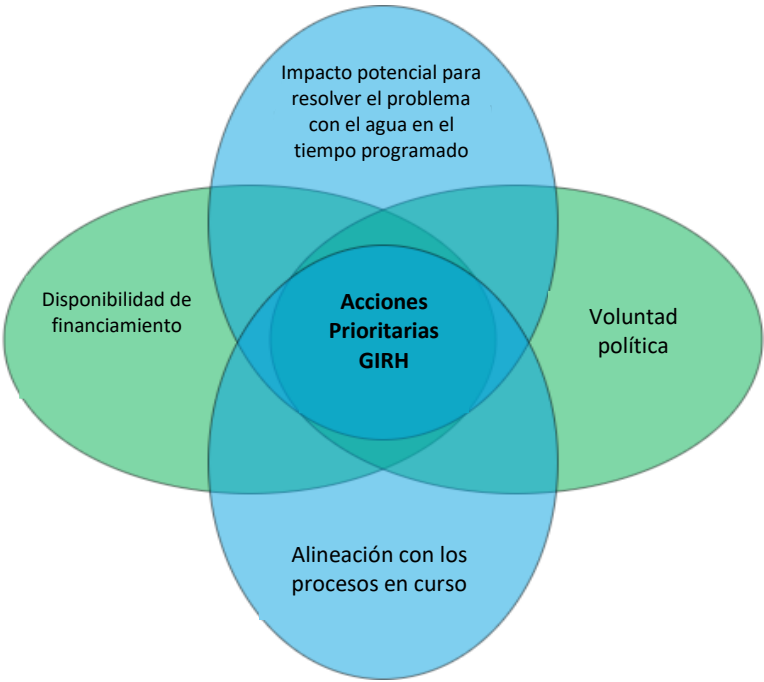 Impacto potencial para
resolver el problema
con el agua en el
tiempo programado
Disponibilidad de
financiamiento
Acciones
Prioritarias
GIRH
Voluntad
política
Alineación con los
procesos en curso